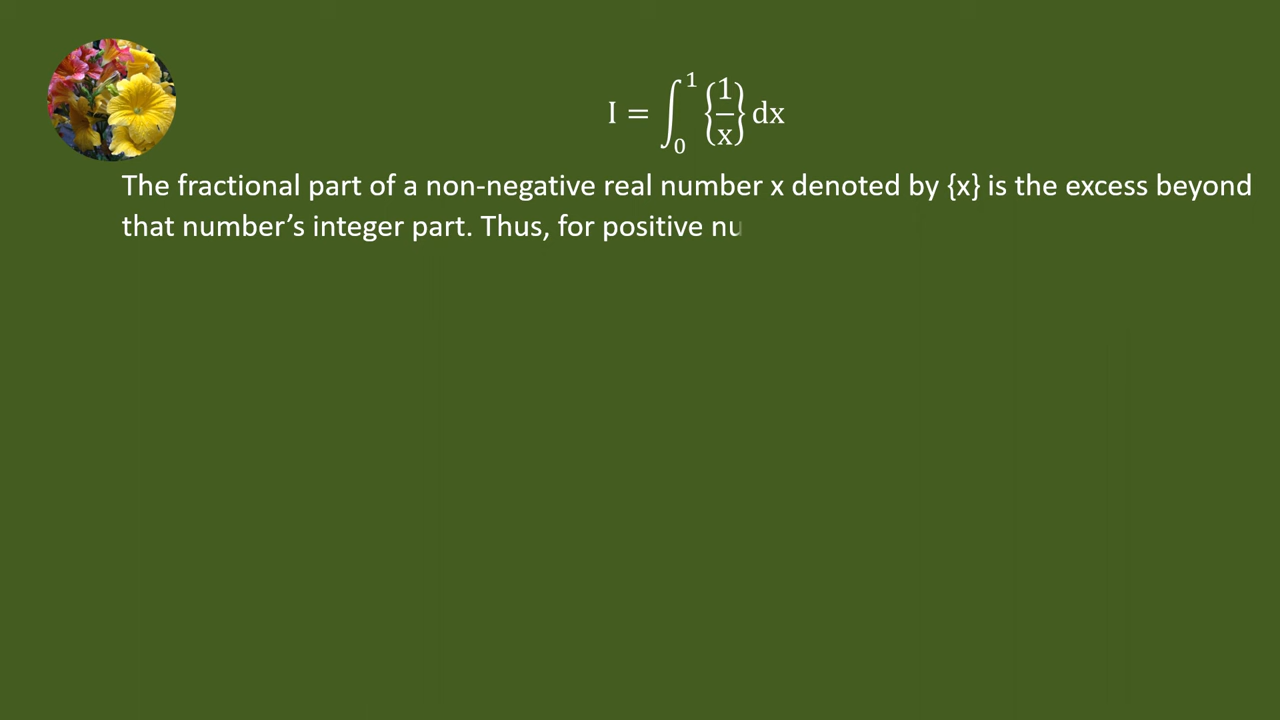 I = ∫₀¹ {1/x} dx
The fractional part of a non-negative real number x denoted by {x} is the excess beyond
that number’s integer part. Thus, for positive